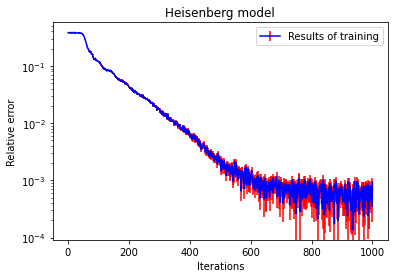 Heisenberg model
Results of training
Relative error
10⁻¹
10⁻²
10⁻³
10⁻⁴
0 200 400 600 800 1000
Iterations